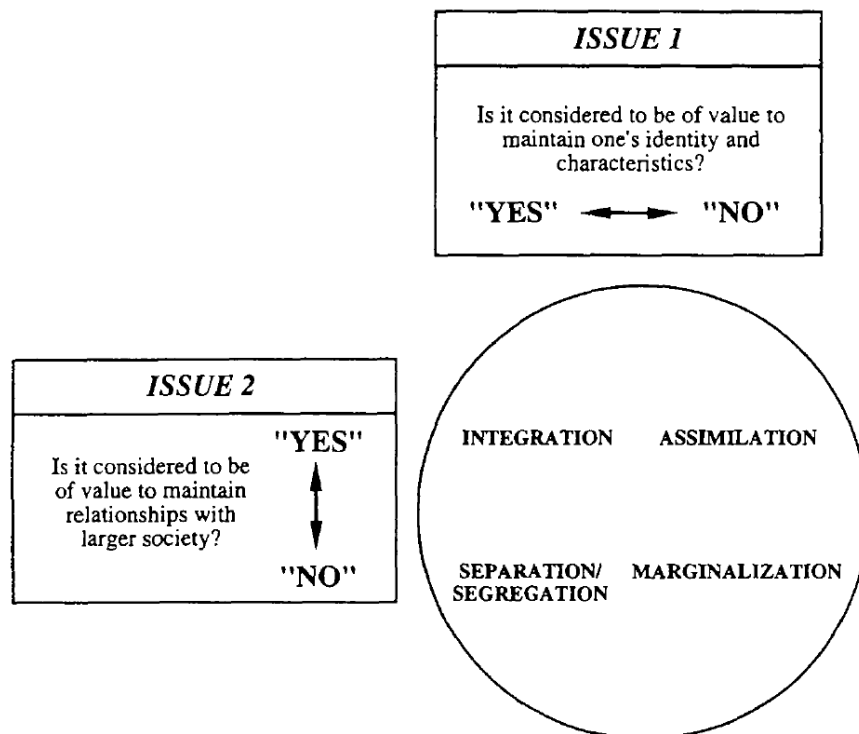 ISSUE 1
Is it considered to be of value to
maintain one's identity and
characteristics?
"YES" "NO"
ISSUE 2
"YES"
Is it considered to be
of value to maintain
relationships with
larger society?
"NO"
INTEGRATION ASSIMILATION
SEPARATION/ MARGINALIZATION
SEGREGATION